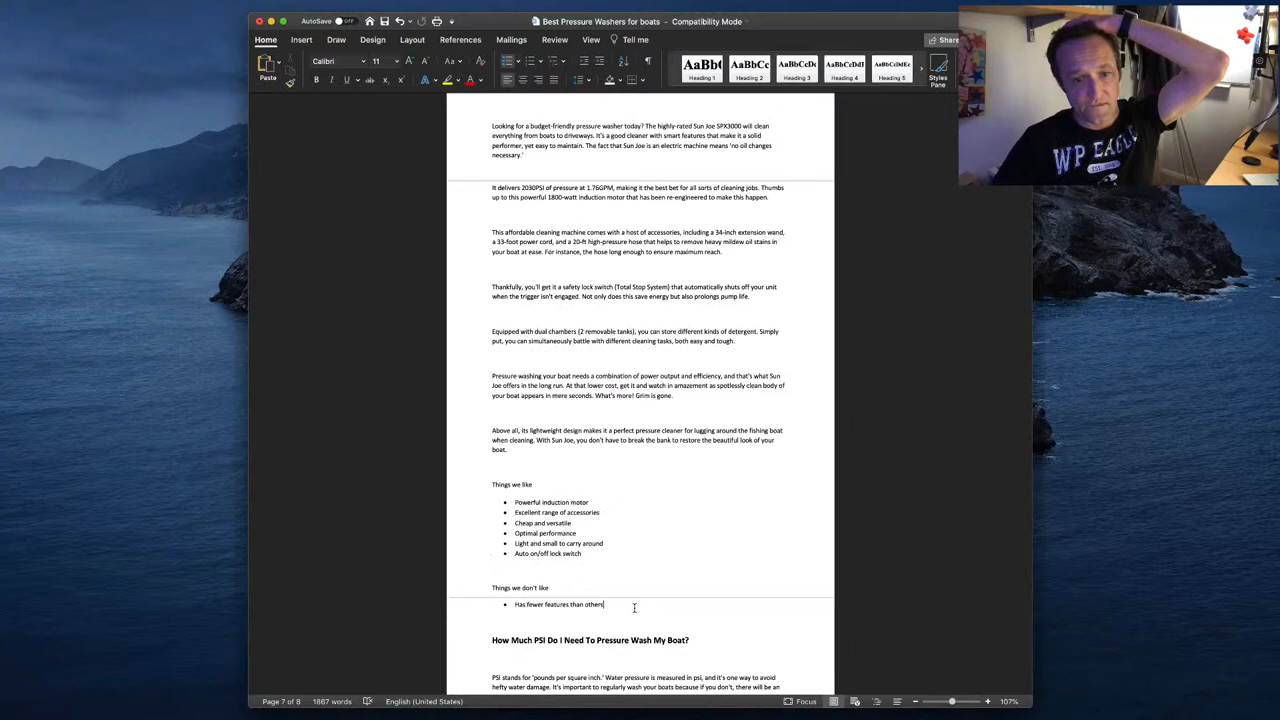 AutoSave OFF
Best Pressure Washers for boats - Compatibility Mode
Home Insert Draw Design Layout References Mailings Review View Tell me Share
Paste Calibri 11
AaBbC AaBbCc AaBbCcDc AaBbCcDdE AaBbCcDdEe
Heading 1 Heading 2 Heading 3 Heading 4 Heading 5
Styles
Pane
WP EAGLE
Looking for a budget-friendly pressure washer today? The highly-rated Sun Joe SPX3000 will clean
everything from boats to driveways. It's a good cleaner with smart features that make it a solid
performer, yet easy to maintain. The fact that Sun Joe is an electric machine means 'no oil changes
necessary.'
It delivers 2030PSI of pressure at 1.76GPM, making it the best bet for all sorts of cleaning jobs. Thumbs
up to this powerful 1800-watt induction motor that has been re-engineered to make this happen.
This affordable cleaning machine comes with a host of accessories, including a 34-inch extension wand,
a 33-foot power cord, and a 20-ft high-pressure hose that helps to remove heavy mildew oil stains in
your boat at ease. For instance, the hose long enough to ensure maximum reach.
Thankfully, you'll get it a safety lock switch (Total Stop System) that automatically shuts off your unit
when the trigger isn't engaged. Not only does this save energy but also prolongs pump life.
Equipped with dual chambers (2 removable tanks), you can store different kinds of detergent. Simply
put, you can simultaneously battle with different cleaning tasks, both easy and tough.
Pressure washing your boat needs a combination of power output and efficiency, and that's what Sun
Joe offers in the long run. At that lower cost, get it and watch in amazement as spotlessly clean body of
your boat appears in mere seconds. What's more! Grim is gone.
Above all, its lightweight design makes it a perfect pressure cleaner for lugging around the fishing boat
when cleaning. With Sun Joe, you don't have to break the bank to restore the beautiful look of your
boat.
Things we like
• Powerful induction motor
• Excellent range of accessories
• Cheap and versatile
• Optimal performance
• Light and small to carry around
• Auto on/off lock switch
Things we don't like
• Has fewer features than others
How Much PSI Do I Need To Pressure Wash My Boat?
PSI stands for 'pounds per square inch.' Water pressure is measured in psi, and it's one way to avoid
hefty water damage. It's important to regularly wash your boats because if you don't, there will be an
Page 7 of 8 1867 words English (United States) Focus 107%